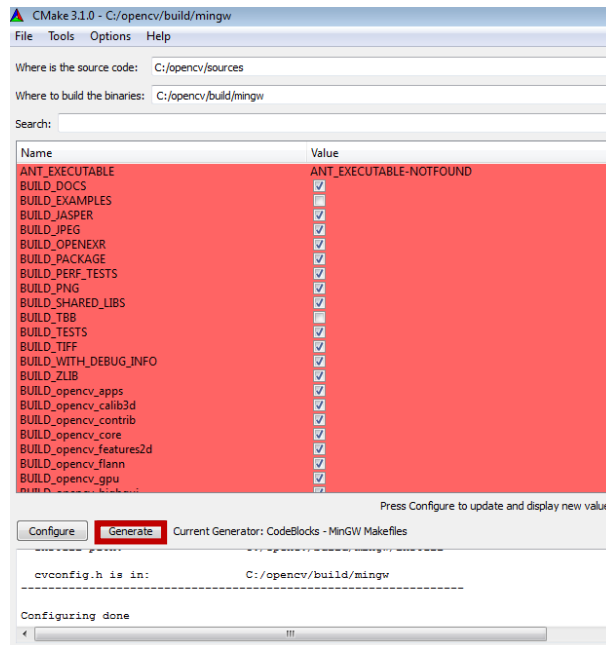 CMake 3.1.0 - C:/opencv/build/mingw
File Tools Options Help
Where is the source code: C:/opencv/sources
Where to build the binaries: C:/opencv/build/mingw
Search:
Name Value
ANT_EXECUTABLE ANT_EXECUTABLE-NOTFOUND
BUILD_DOCS
BUILD_EXAMPLES
BUILD_JASPER
BUILD_JPEG
BUILD_OPENEXR
BUILD_PACKAGE
BUILD_PERF_TESTS
BUILD_PNG
BUILD_SHARED_LIBS
BUILD_TBB
BUILD_TESTS
BUILD_TIFF
BUILD_WITH_DEBUG_INFO
BUILD_ZLIB
BUILD_opencv_apps
BUILD_opencv_calib3d
BUILD_opencv_contrib
BUILD_opencv_core
BUILD_opencv_features2d
BUILD_opencv_flann
BUILD_opencv_gpu
Press Configure to update and display new value
Configure Generate Current Generator: CodeBlocks - MinGW Makefiles
cvconfig.h is in: C:/opencv/build/mingw
-----------------------------------------------------------------
Configuring done